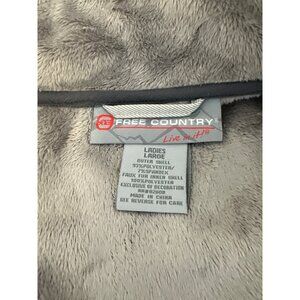 FREE COUNTRY®
Live in it!®
LADIES
LARGE
OUTER SHELL
93%POLYESTER/
7%SPANDEX
FAUX FUR INNER SHELL
100%POLYESTER
EXCLUSIVE OF DECORATION
MADE IN CHINA
SEE REVERSE FOR CARE